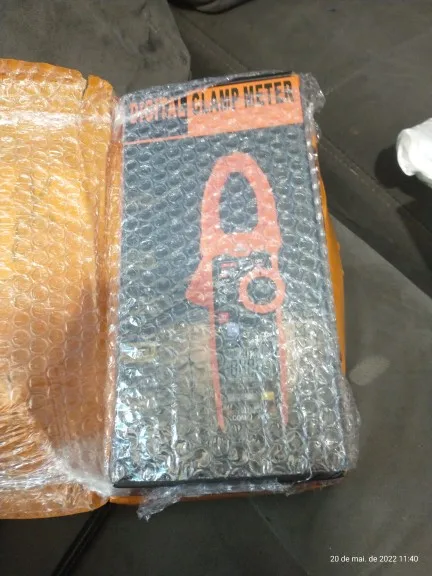 DIGITAL CLAMP METER
20 de mai. de 2022 11:40